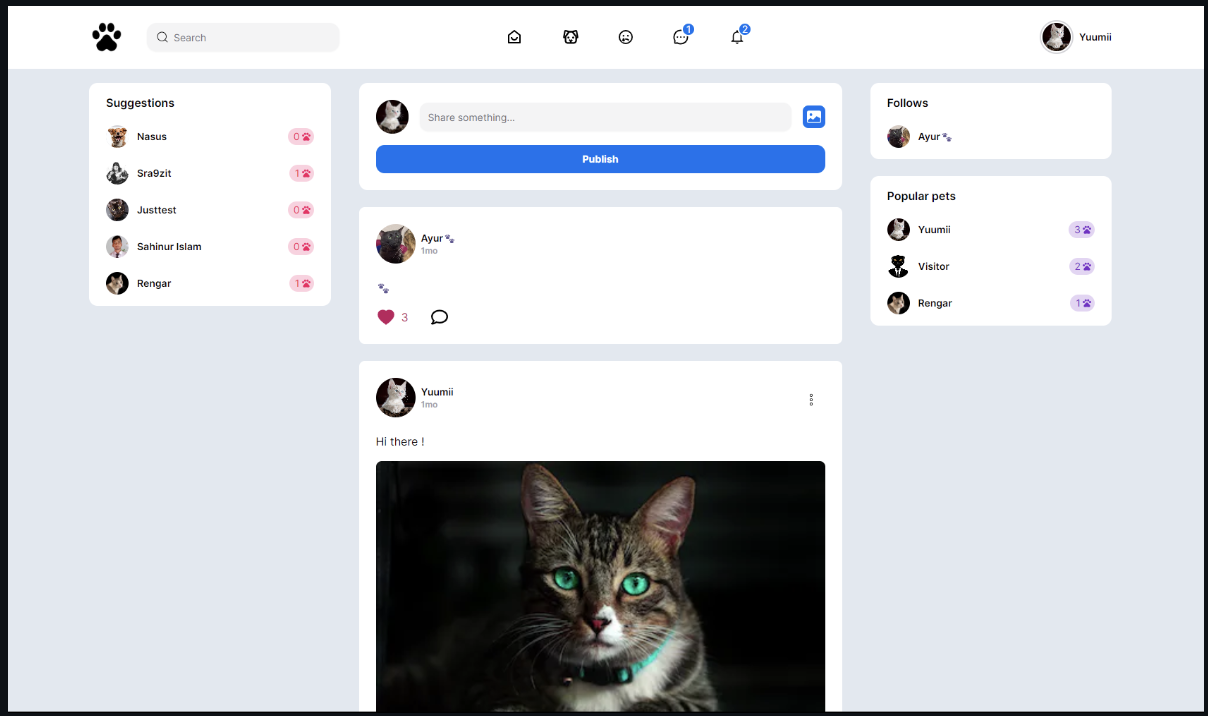 Search
1
2
Yuumii
Suggestions
Nasus
0
Sra9zit
1
Justtest
0
Sahinur Islam
0
Rengar
1
Share something...
Publish
Ayur 🐾
1mo
🐾
3
Yuumii
1mo
Hi there !
Follows
Ayur 🐾
Popular pets
Yuumii
3
Visitor
2
Rengar
1